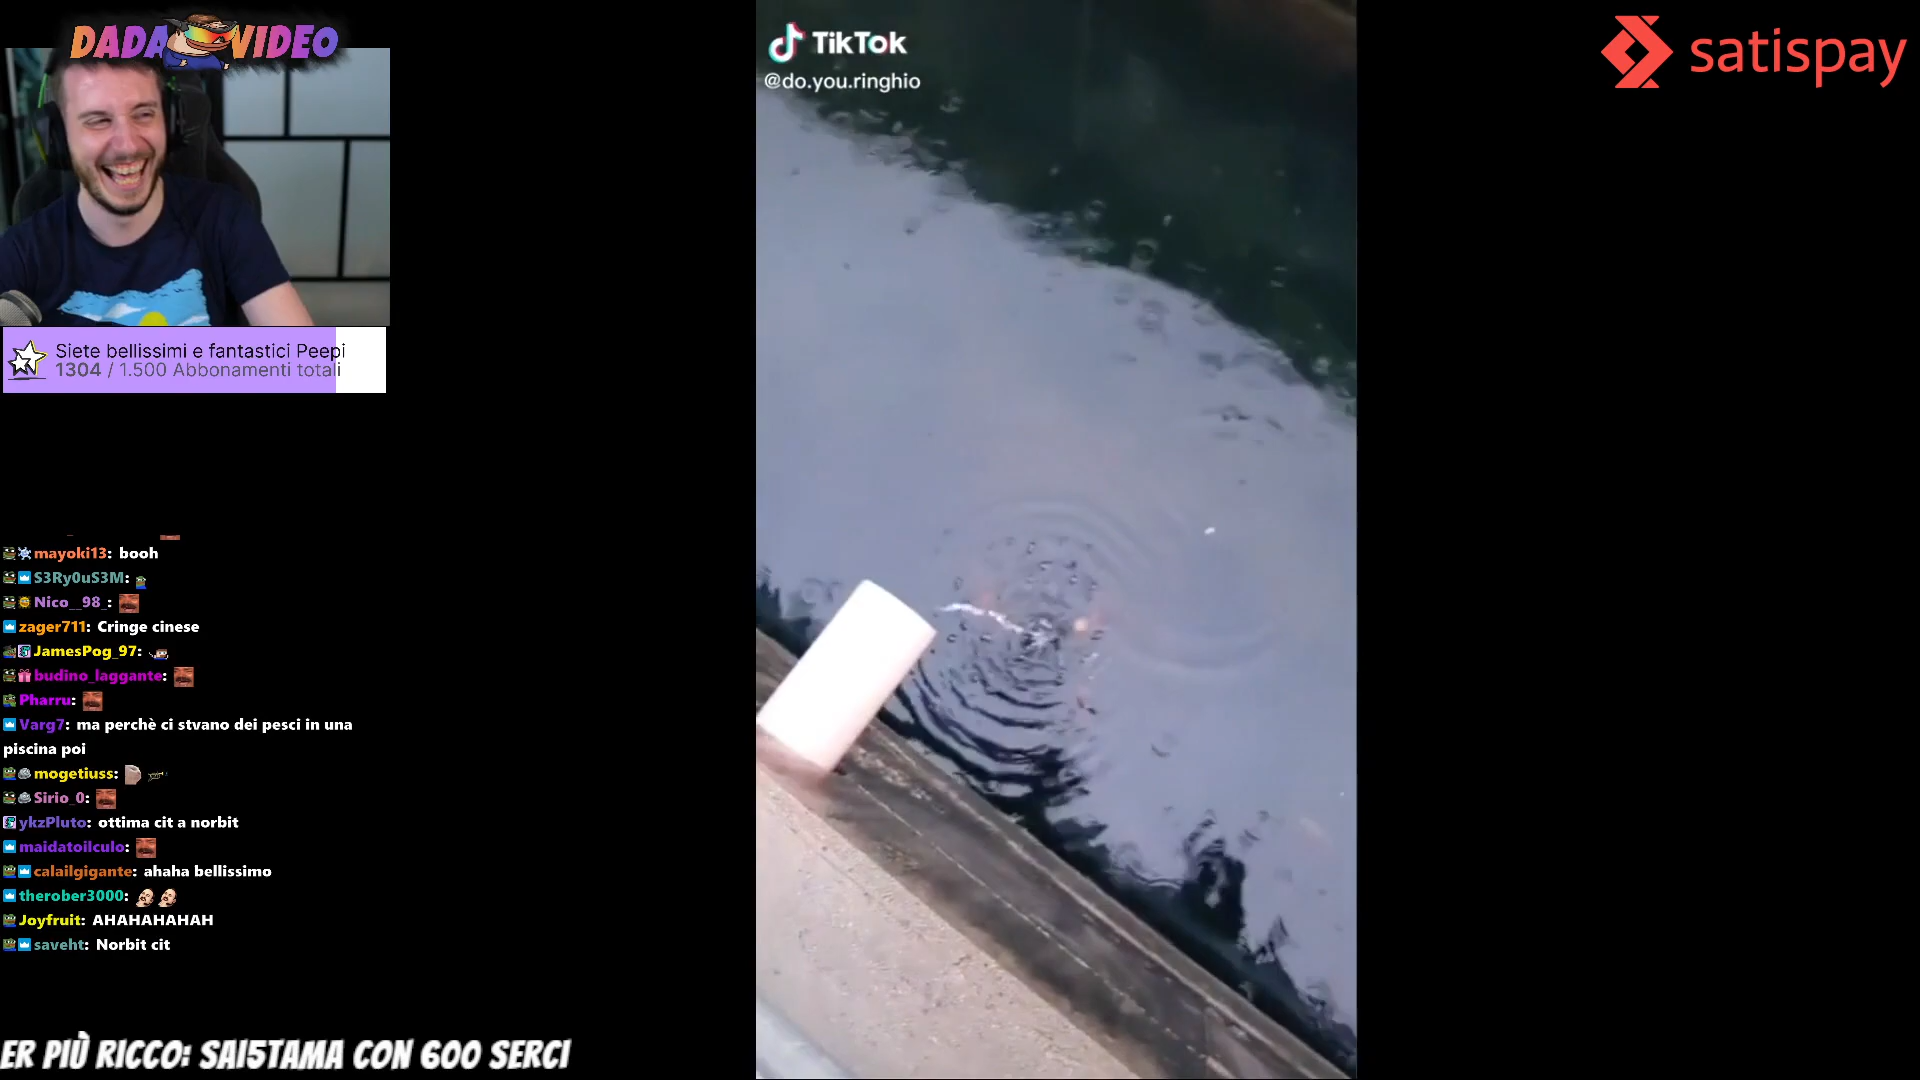 DADA VIDEO
TikTok
@do.you.ringhio
satispay
Siete bellissimi e fantastici Peepi
1304 / 1.500 Abbonamenti totali
mayoki13: booh
S3Ry0uS3M:
Nico__98_:
zager711: Cringe cinese
JamesPog_97:
budino_laggante:
Pharru:
Varg7: ma perchè ci stvano dei pesci in una
piscina poi
mogetiuss:
Sirio_0:
ykzPluto: ottima cit a norbit
maidatoilculo:
calailgigante: ahaha bellissimo
therober3000:
Joyfruit: AHAHAHAHAH
saveht: Norbit cit
ER PIÙ RICCO: SAI5TAMA CON 600 SERCI